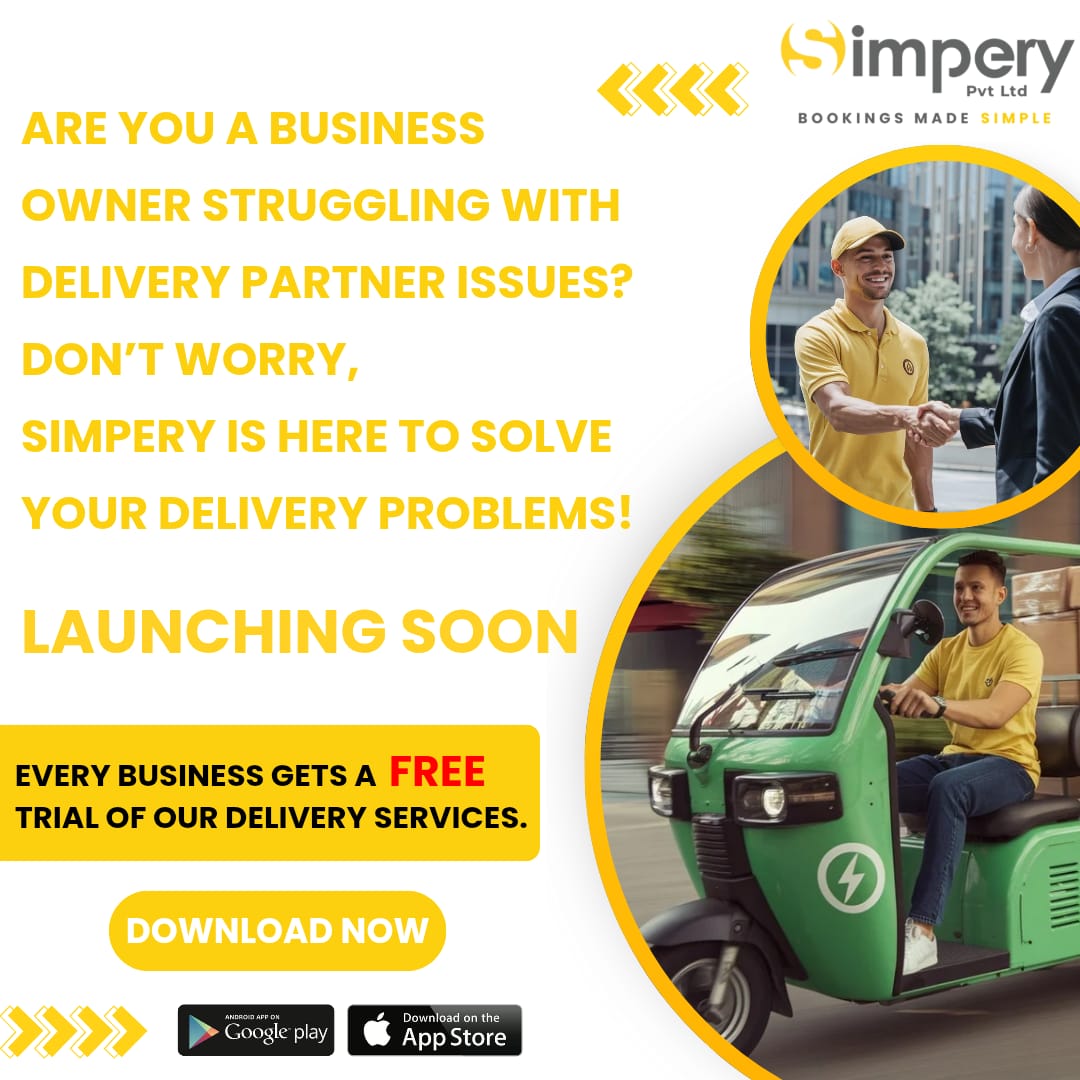 Simpery
Pvt Ltd
BOOKINGS MADE SIMPLE
ARE YOU A BUSINESS
OWNER STRUGGLING WITH
DELIVERY PARTNER ISSUES?
DON’T WORRY,
SIMPERY IS HERE TO SOLVE
YOUR DELIVERY PROBLEMS!
LAUNCHING SOON
EVERY BUSINESS GETS A FREE
TRIAL OF OUR DELIVERY SERVICES.
DOWNLOAD NOW
ANDROID APP ON
Google play
Download on the
App Store